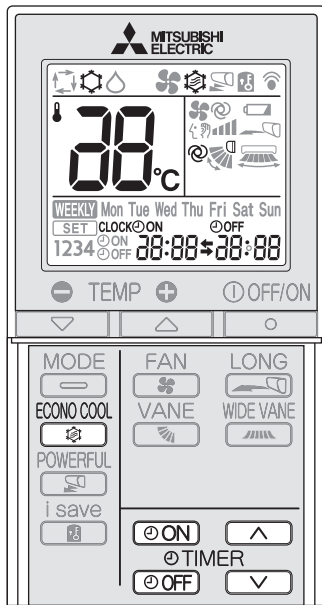 MITSUBISHI
ELECTRIC
88°C
WEEKLY Mon Tue Wed Thu Fri Sat Sun
SET CLOCK ON OFF
1234 ON OFF 88:88 88:88
TEMP OFF/ON
MODE FAN LONG
ECONO COOL VANE WIDE VANE
POWERFUL
i save
ON
TIMER
OFF